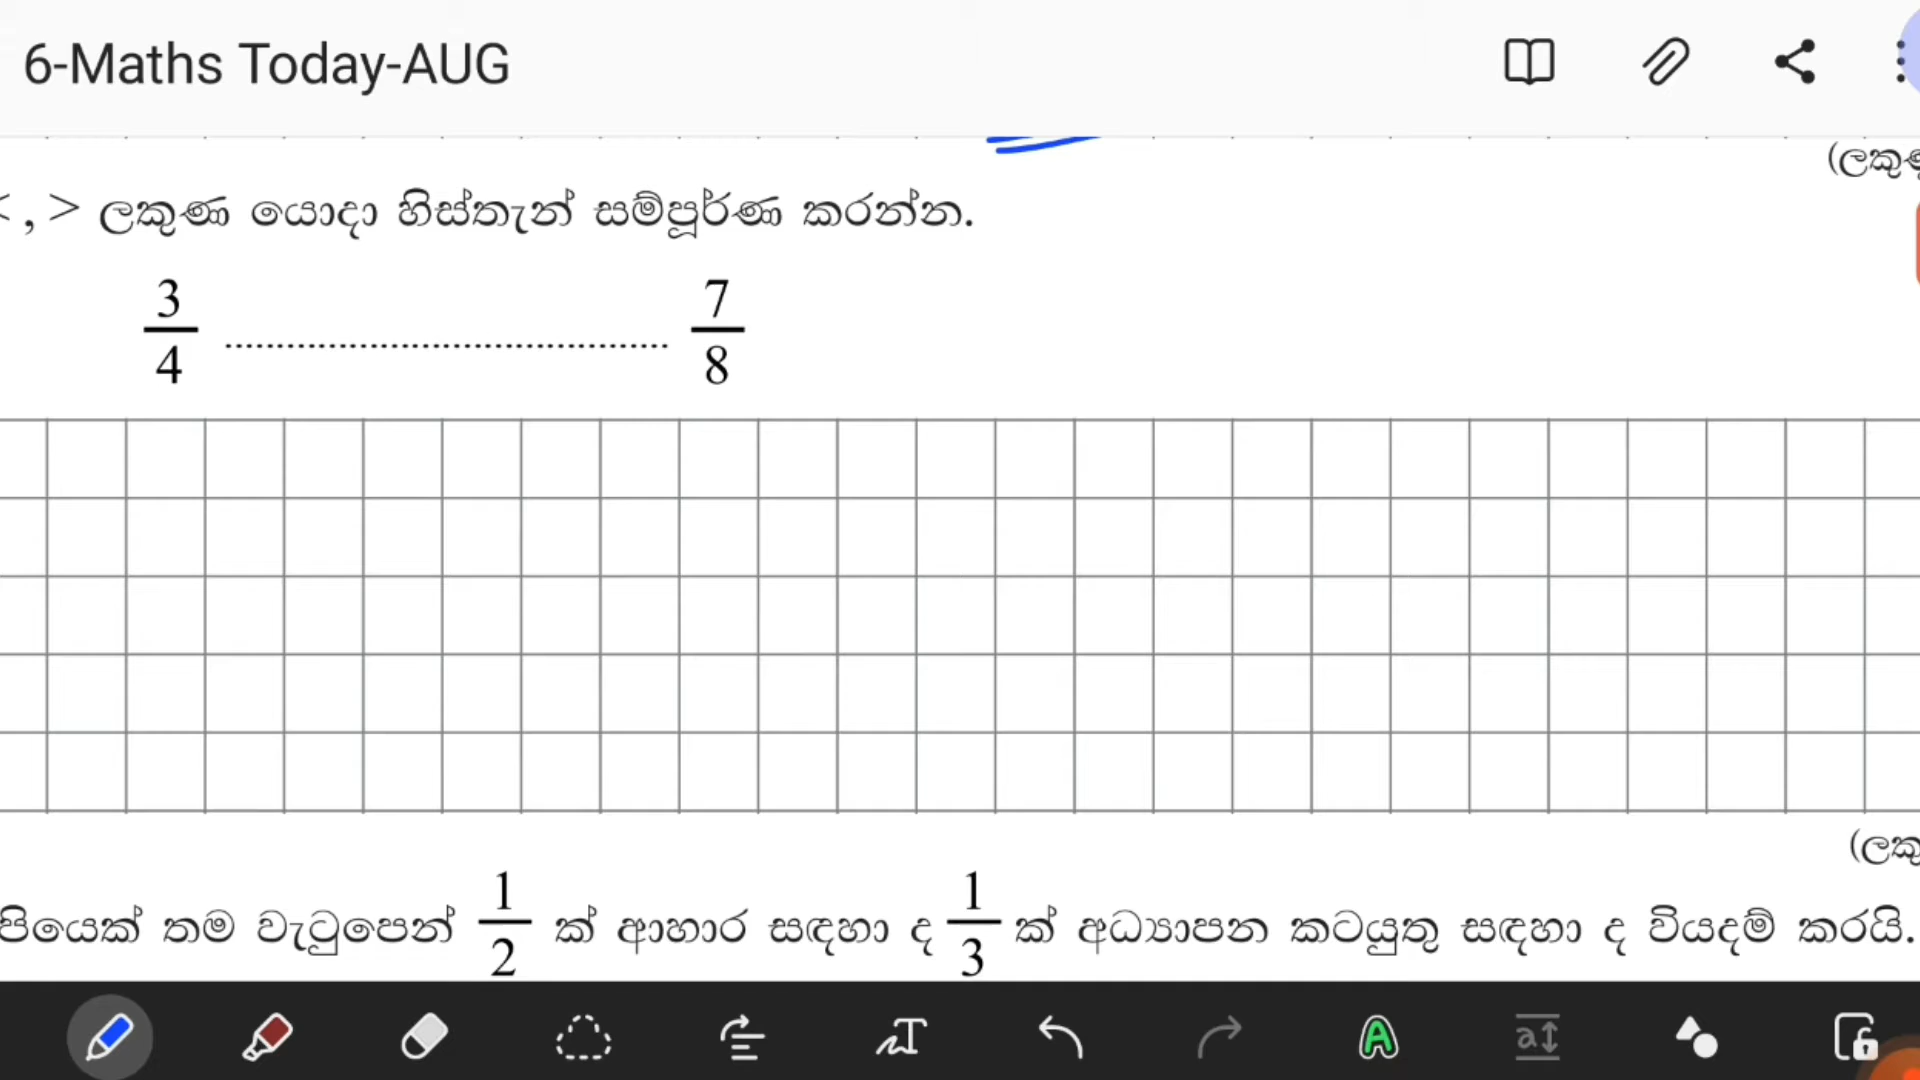 6-Maths Today-AUG
< , > ලකුණ යොදා හිස්තැන් සම්පූර්ණ කරන්න.
3/4 ........................................ 7/8
පියෙක් තම වැටුපෙන් 1/2 ක් ආහාර සඳහා ද 1/3 ක් අධ්‍යාපන කටයුතු සඳහා ද වියදම් කරයි.